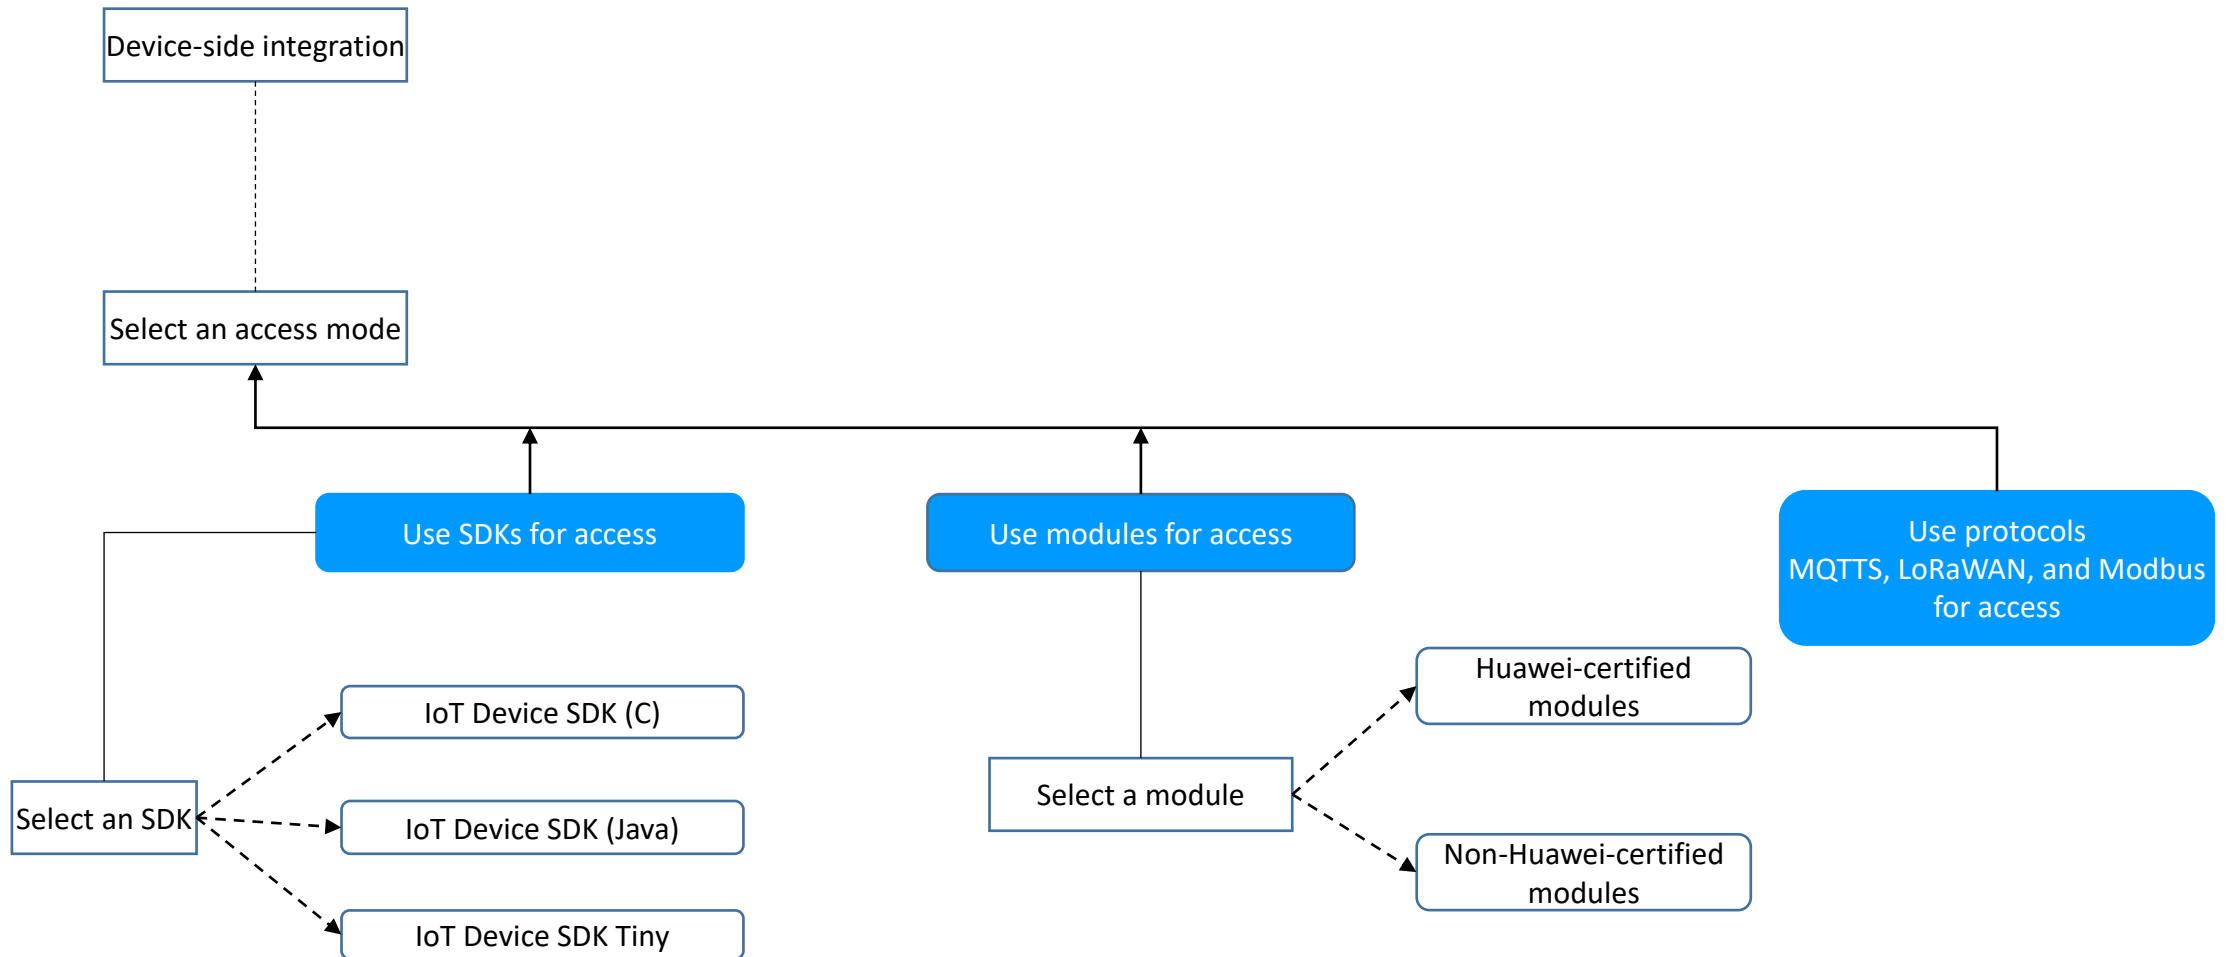 Device-side integration
Select an access mode
Use SDKs for access
Use modules for access
Use protocols
MQTTS, LoRaWAN, and Modbus
for access
Select an SDK
IoT Device SDK (C)
IoT Device SDK (Java)
IoT Device SDK Tiny
Select a module
Huawei-certified
modules
Non-Huawei-certified
modules